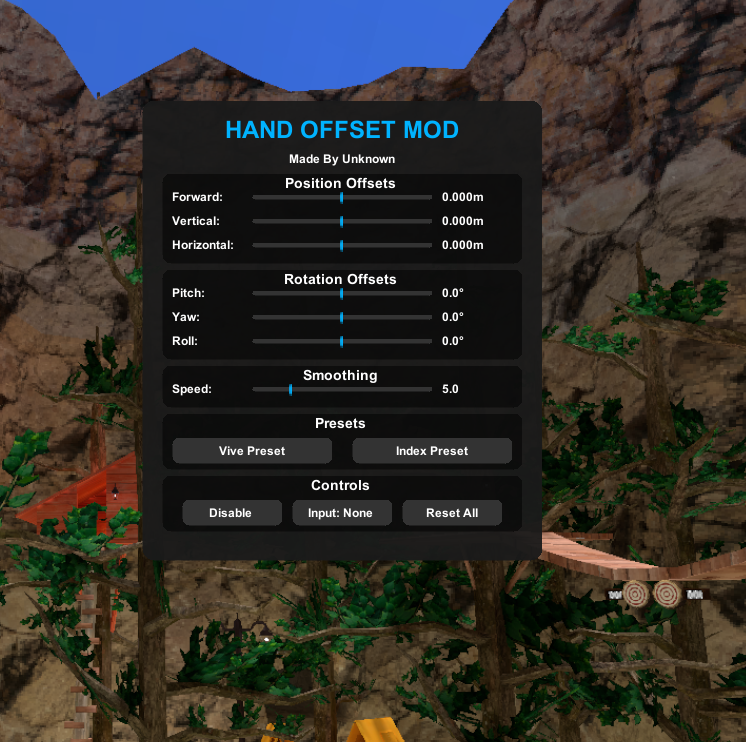 HAND OFFSET MOD
Made By Unknown
Position Offsets
Forward: 0.000m
Vertical: 0.000m
Horizontal: 0.000m
Rotation Offsets
Pitch: 0.0°
Yaw: 0.0°
Roll: 0.0°
Smoothing
Speed: 5.0
Presets
Vive Preset Index Preset
Controls
Disable Input: None Reset All